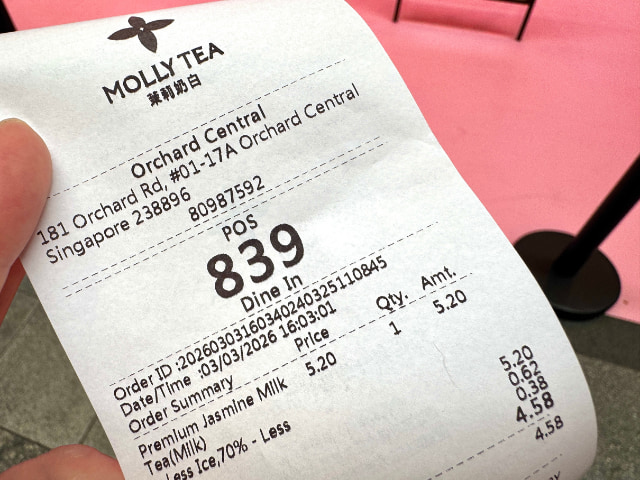 MOLLY TEA
茉莉奶白
Orchard Central
181 Orchard Rd, #01-17A Orchard Central
Singapore 238896
80987592
POS
839
Dine In
Order ID :20260303160340240325110845
Date/Time :03/03/2026 16:03:01
Order Summary Price Qty. Amt.
Premium Jasmine Milk 5.20 1 5.20
Tea(Milk)
Less Ice,70% - Less
5.20
0.62
0.38
4.58
4.58